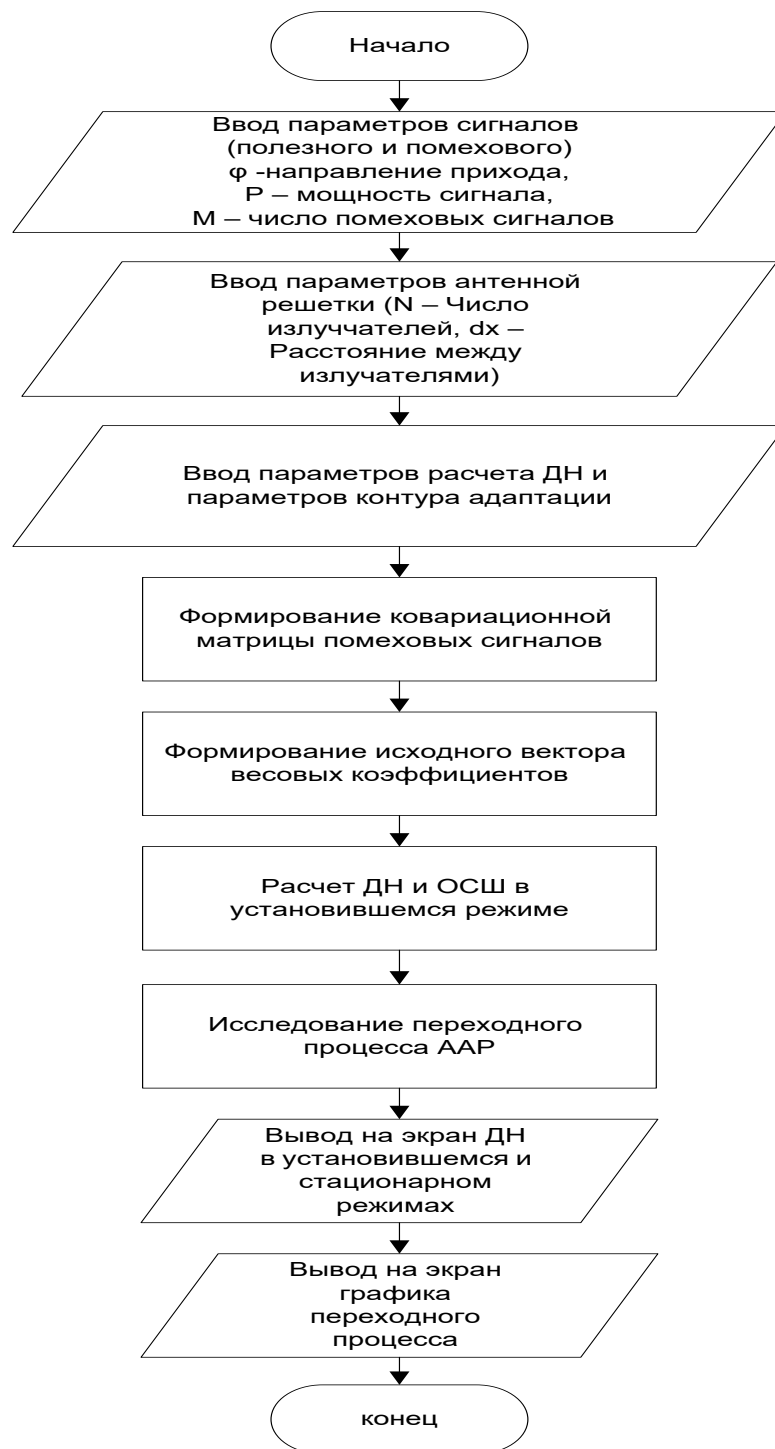 Начало
Ввод параметров сигналов
(полезного и помехового)
φ -направление прихода,
P – мощность сигнала,
M – число помеховых сигналов
Ввод параметров антенной
решетки (N – Число
излуччателей, dx –
Расстояние между
излучателями)
Ввод параметров расчета ДН и
параметров контура адаптации
Формирование ковариационной
матрицы помеховых сигналов
Формирование исходного вектора
весовых коэффициентов
Расчет ДН и ОСШ в
установившемся режиме
Исследование переходного
процесса ААР
Вывод на экран ДН
в установившемся и
стационарном
режимах
Вывод на экран
графика
переходного
процесса
конец